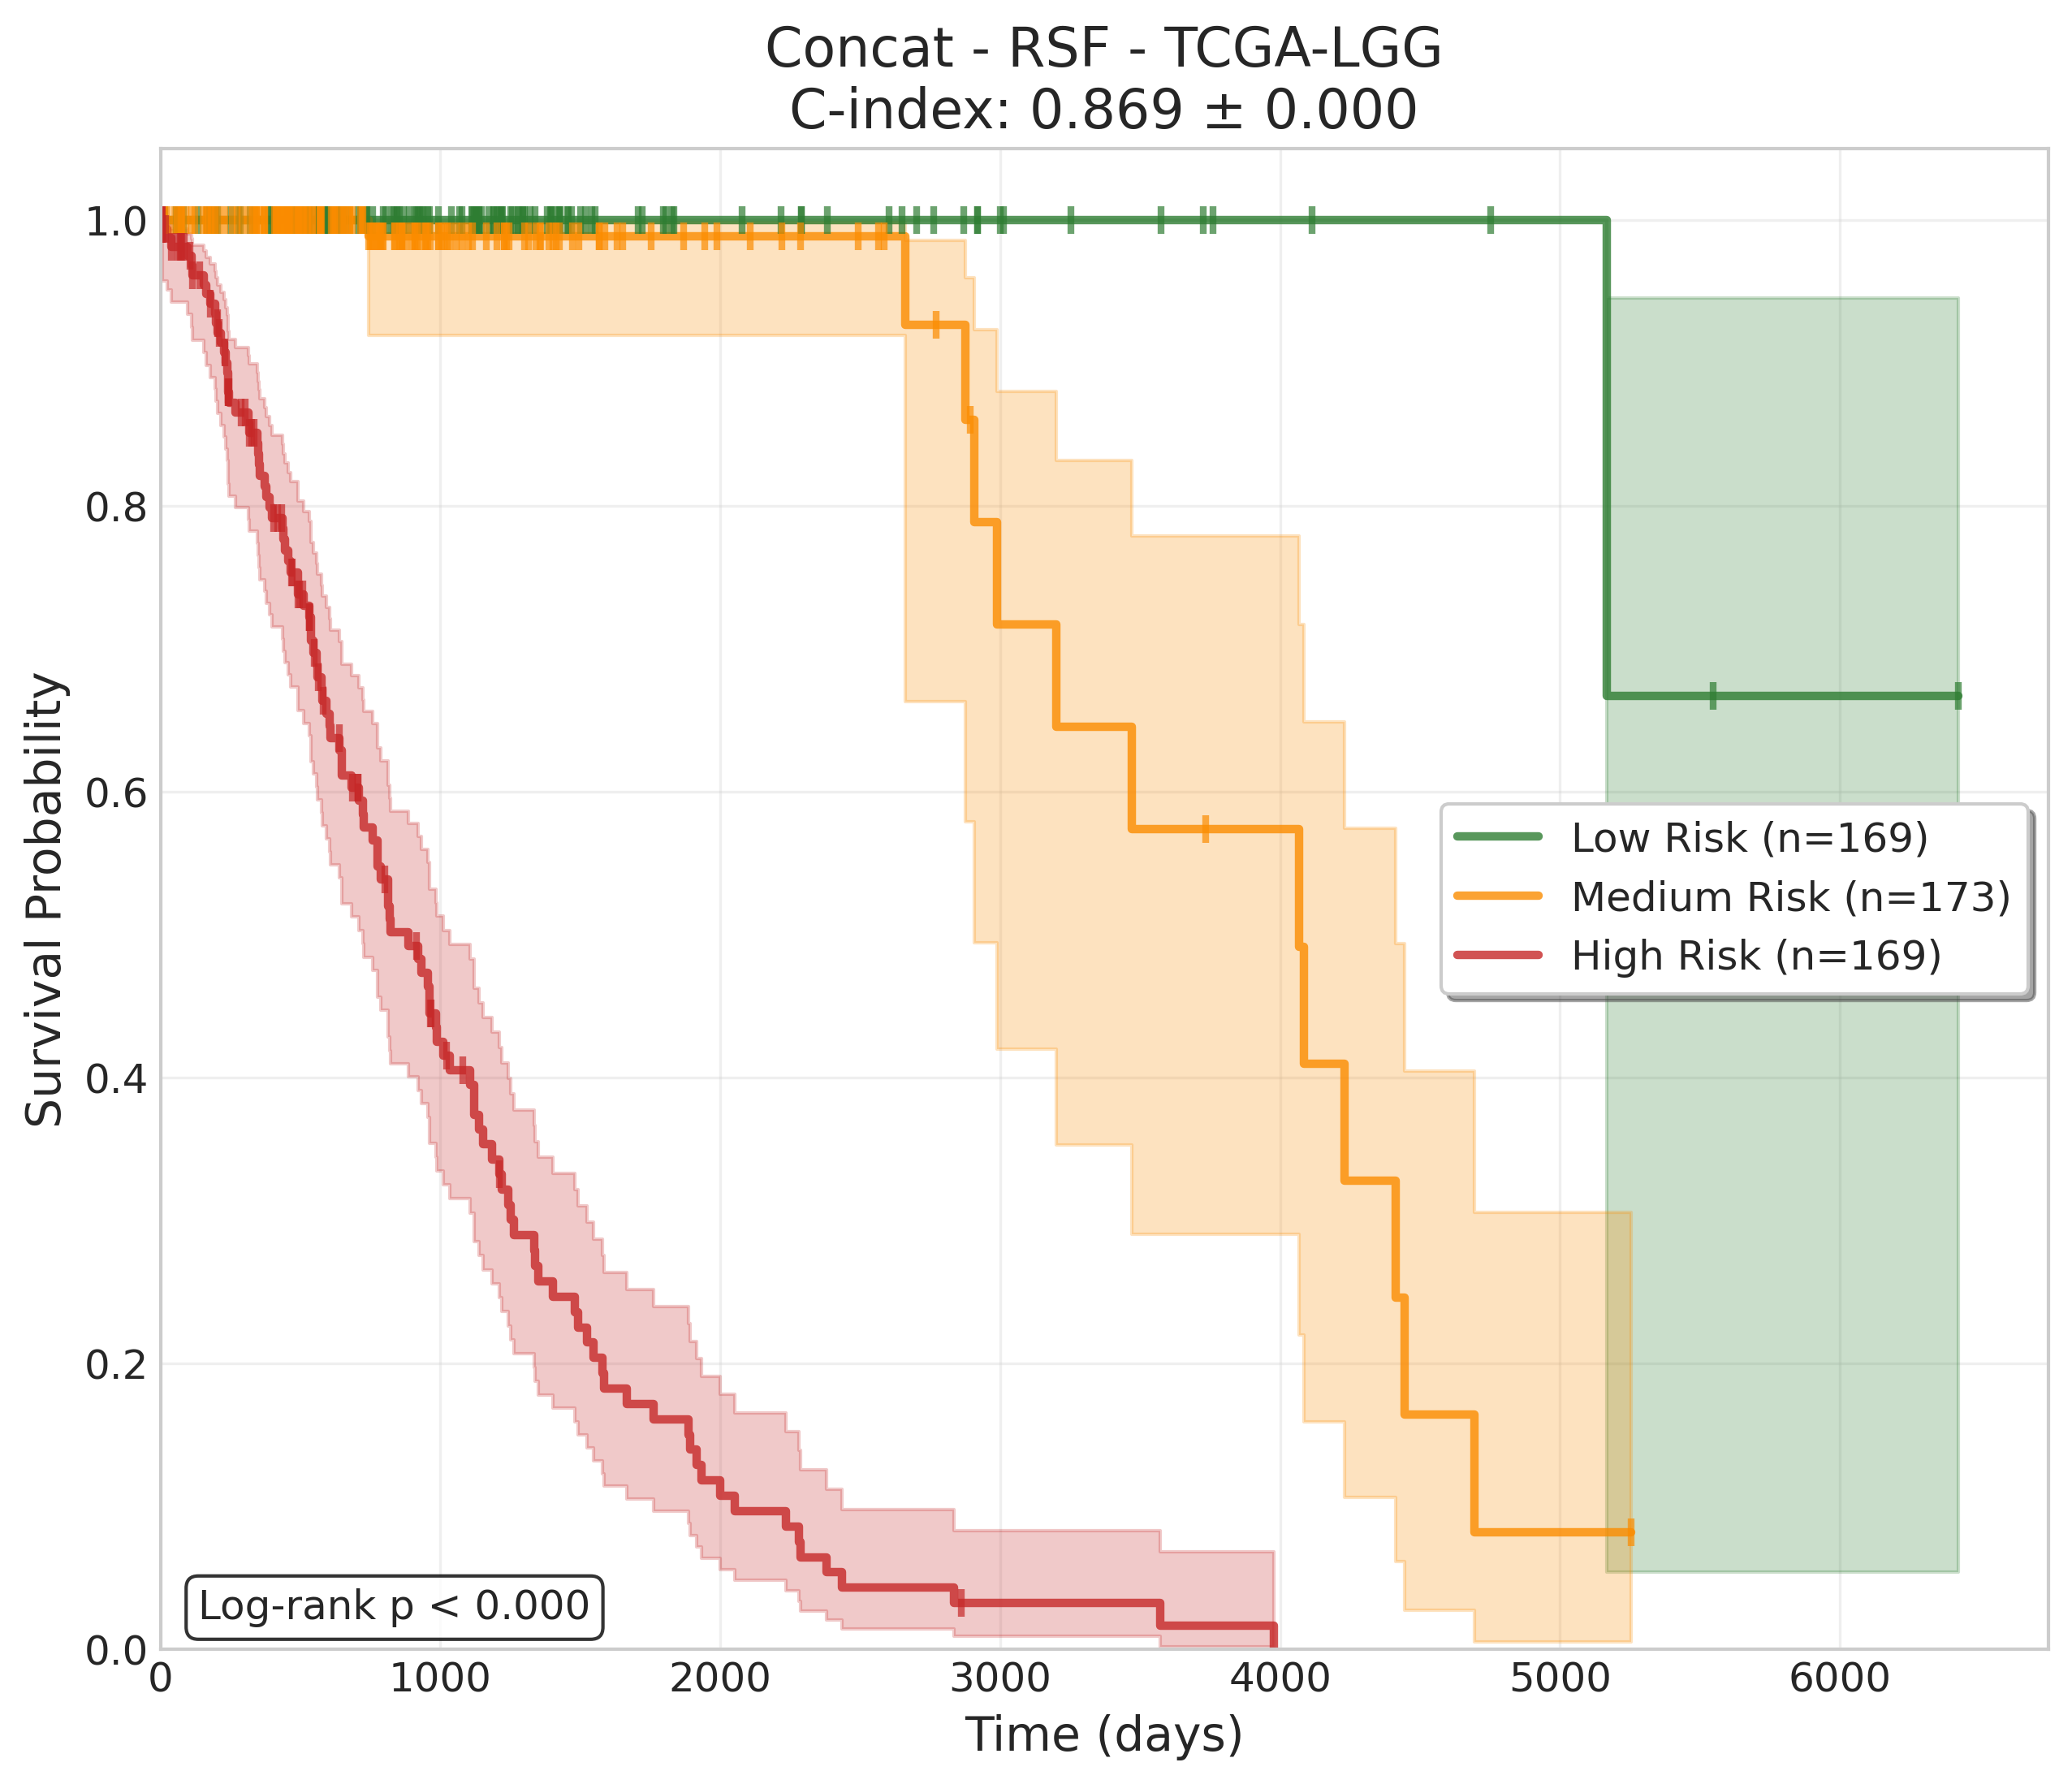 Concat - RSF - TCGA-LGG
C-index: 0.869 ± 0.000
Survival Probability
1.0
0.8
0.6
0.4
0.2
0.0
Low Risk (n=169)
Medium Risk (n=173)
High Risk (n=169)
Log-rank p < 0.000
0 1000 2000 3000 4000 5000 6000
Time (days)